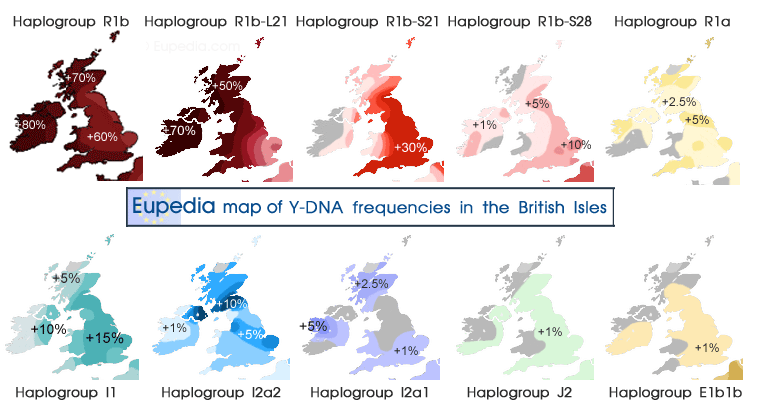 Haplogroup R1b
Haplogroup R1b-L21
Haplogroup R1b-S21
Haplogroup R1b-S28
Haplogroup R1a
Eupedia.com
+70%
+80%
+60%
+50%
+70%
+30%
+5%
+1%
+10%
+2.5%
+5%
Eupedia map of Y-DNA frequencies in the British Isles
+5%
+10%
+15%
+10%
+1%
+5%
+2.5%
+5%
+1%
+1%
+1%
Haplogroup I1
Haplogroup I2a2
Haplogroup I2a1
Haplogroup J2
Haplogroup E1b1b